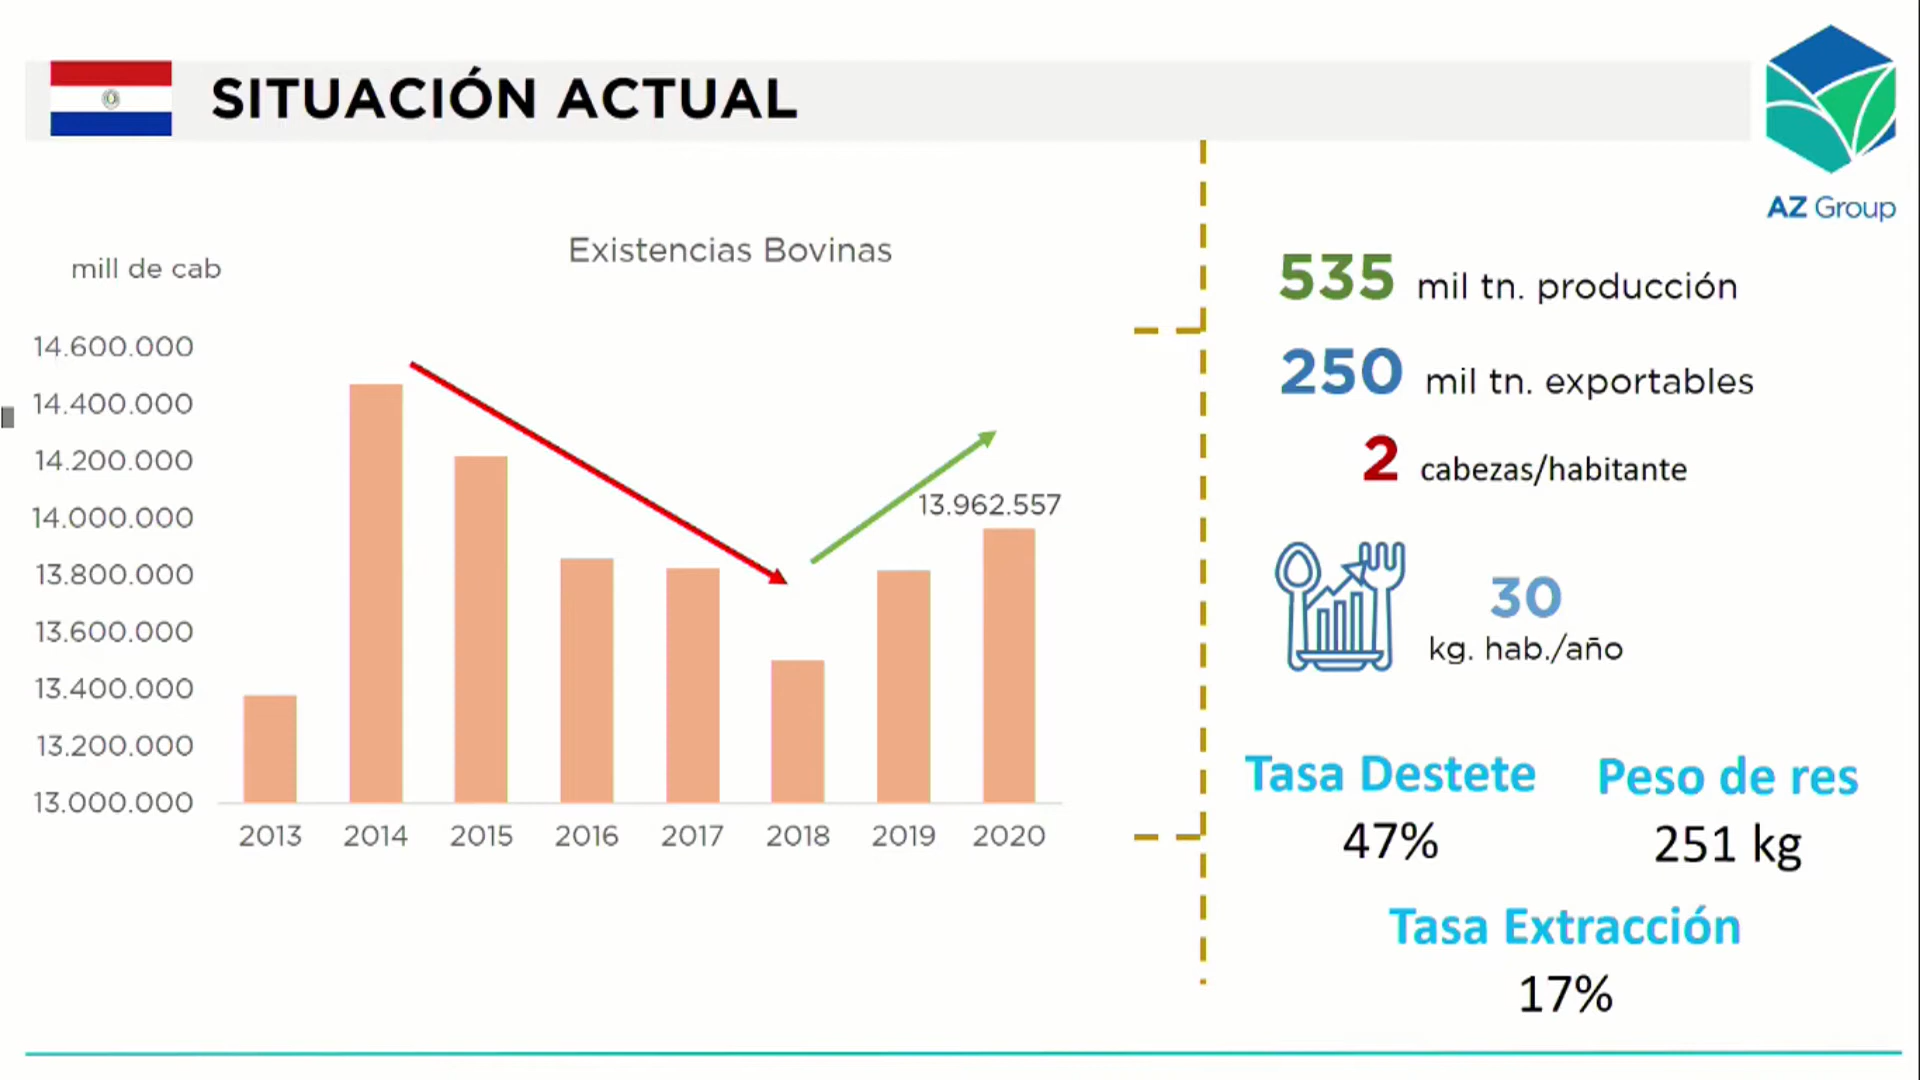 SITUACIÓN ACTUAL
AZ Group
Existencias Bovinas
mill de cab
14.600.000
14.400.000
14.200.000
14.000.000
13.800.000
13.600.000
13.400.000
13.200.000
13.000.000
13.962.557
2013 2014 2015 2016 2017 2018 2019 2020
535 mil tn. producción
250 mil tn. exportables
2 cabezas/habitante
30
kg. hab./año
Tasa Destete
47%
Peso de res
251 kg
Tasa Extracción
17%